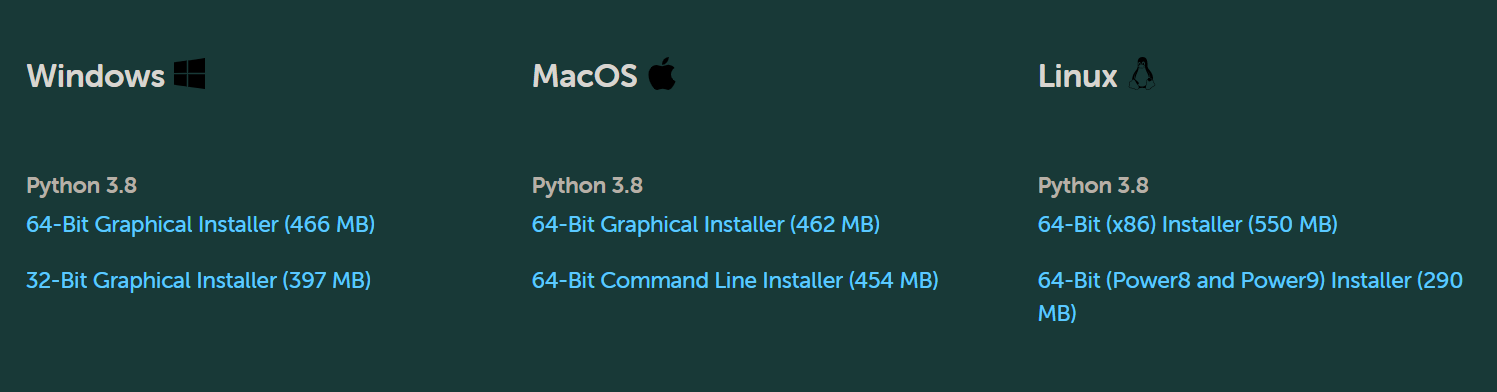 Windows
Python 3.8
64-Bit Graphical Installer (466 MB)
32-Bit Graphical Installer (397 MB)
MacOS
Python 3.8
64-Bit Graphical Installer (462 MB)
64-Bit Command Line Installer (454 MB)
Linux
Python 3.8
64-Bit (x86) Installer (550 MB)
64-Bit (Power8 and Power9) Installer (290
MB)